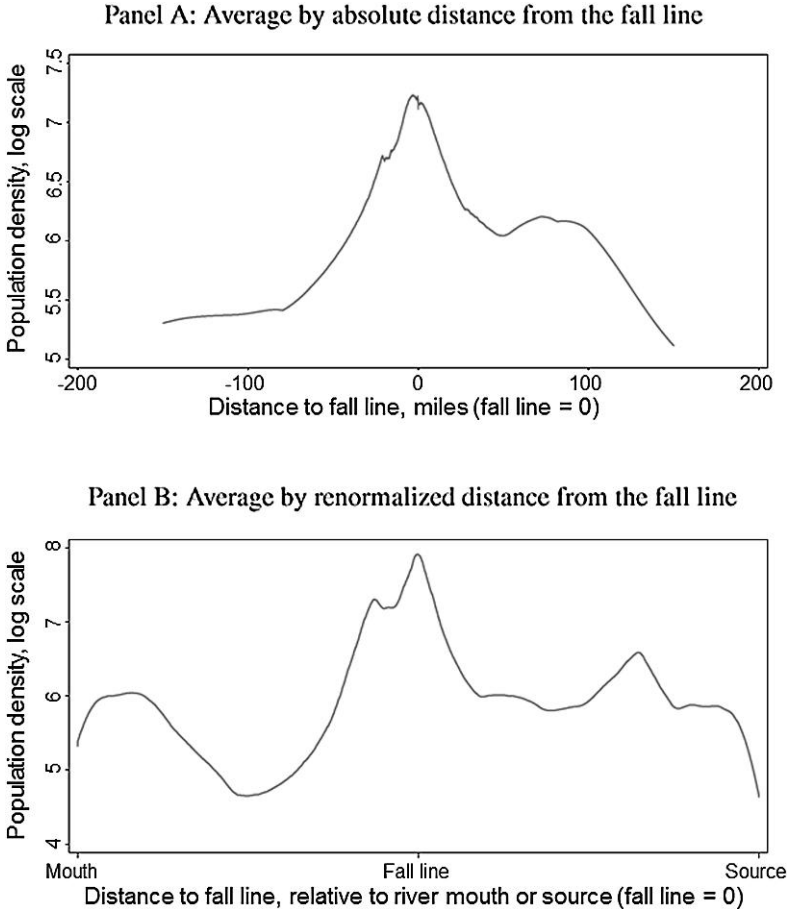 Panel A: Average by absolute distance from the fall line
Population density, log scale
7.5
7
6.5
6
5.5
5
-200 -100 0 100 200
Distance to fall line, miles (fall line = 0)
Panel B: Average by renormalized distance from the fall line
Population density, log scale
8
7
6
5
4
Mouth Fall line Source
Distance to fall line, relative to river mouth or source (fall line = 0)